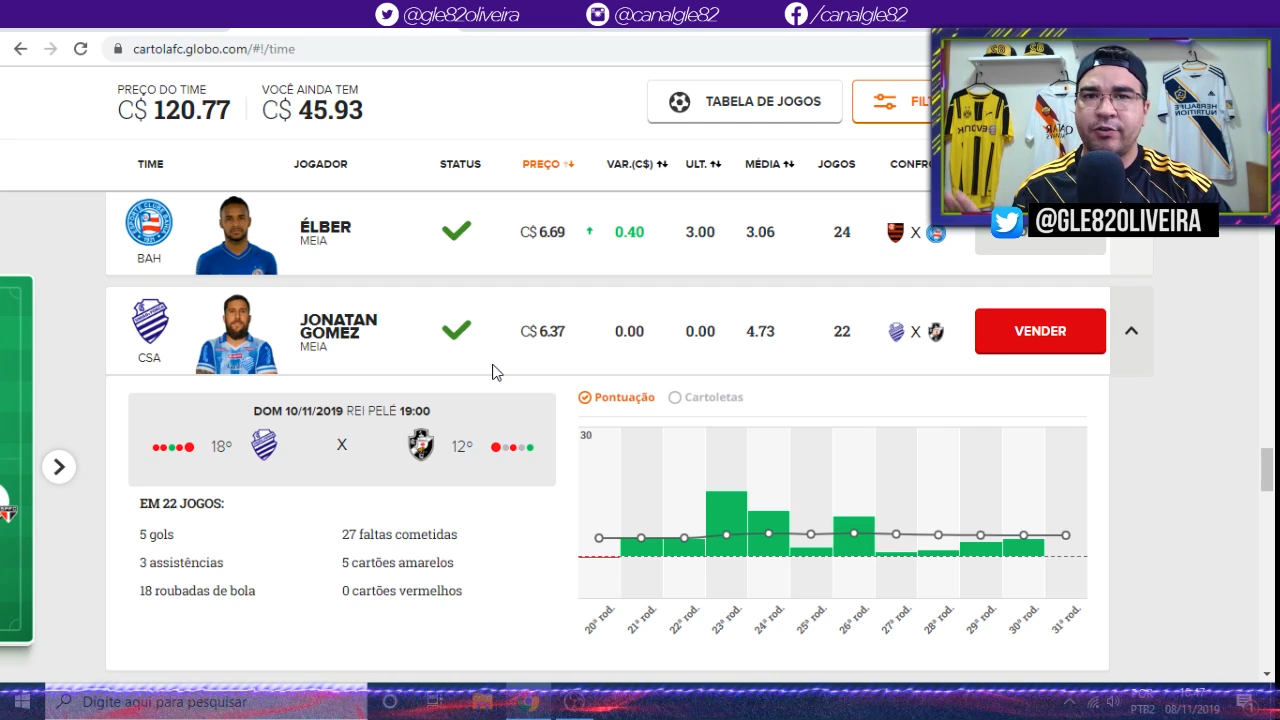 @gle82oliveira @canalgle82 /canalgle82
cartolafc.globo.com/#!/time
PREÇO DO TIME
C$ 120.77
VOCÊ AINDA TEM
C$ 45.93
TABELA DE JOGOS
TIME JOGADOR STATUS PREÇO VAR.(C$) ULT. MÉDIA JOGOS
@GLE82OLIVEIRA
BAH
ÉLBER
MEIA
C$ 6.69 0.40 3.00 3.06 24 X
CSA
JONATAN
GOMEZ
MEIA
C$ 6.37 0.00 0.00 4.73 22 X
VENDER
DOM 10/11/2019 REI PELÉ 19:00
18º X 12º
EM 22 JOGOS:
5 gols
3 assistências
18 roubadas de bola
27 faltas cometidas
5 cartões amarelos
0 cartões vermelhos
Pontuação Cartoletas
30
20ª rod. 21ª rod. 22ª rod. 23ª rod. 24ª rod. 25ª rod. 26ª rod. 27ª rod. 28ª rod. 29ª rod. 30ª rod. 31ª rod.
Digite aqui para pesquisar
PTB2 08/11/2019